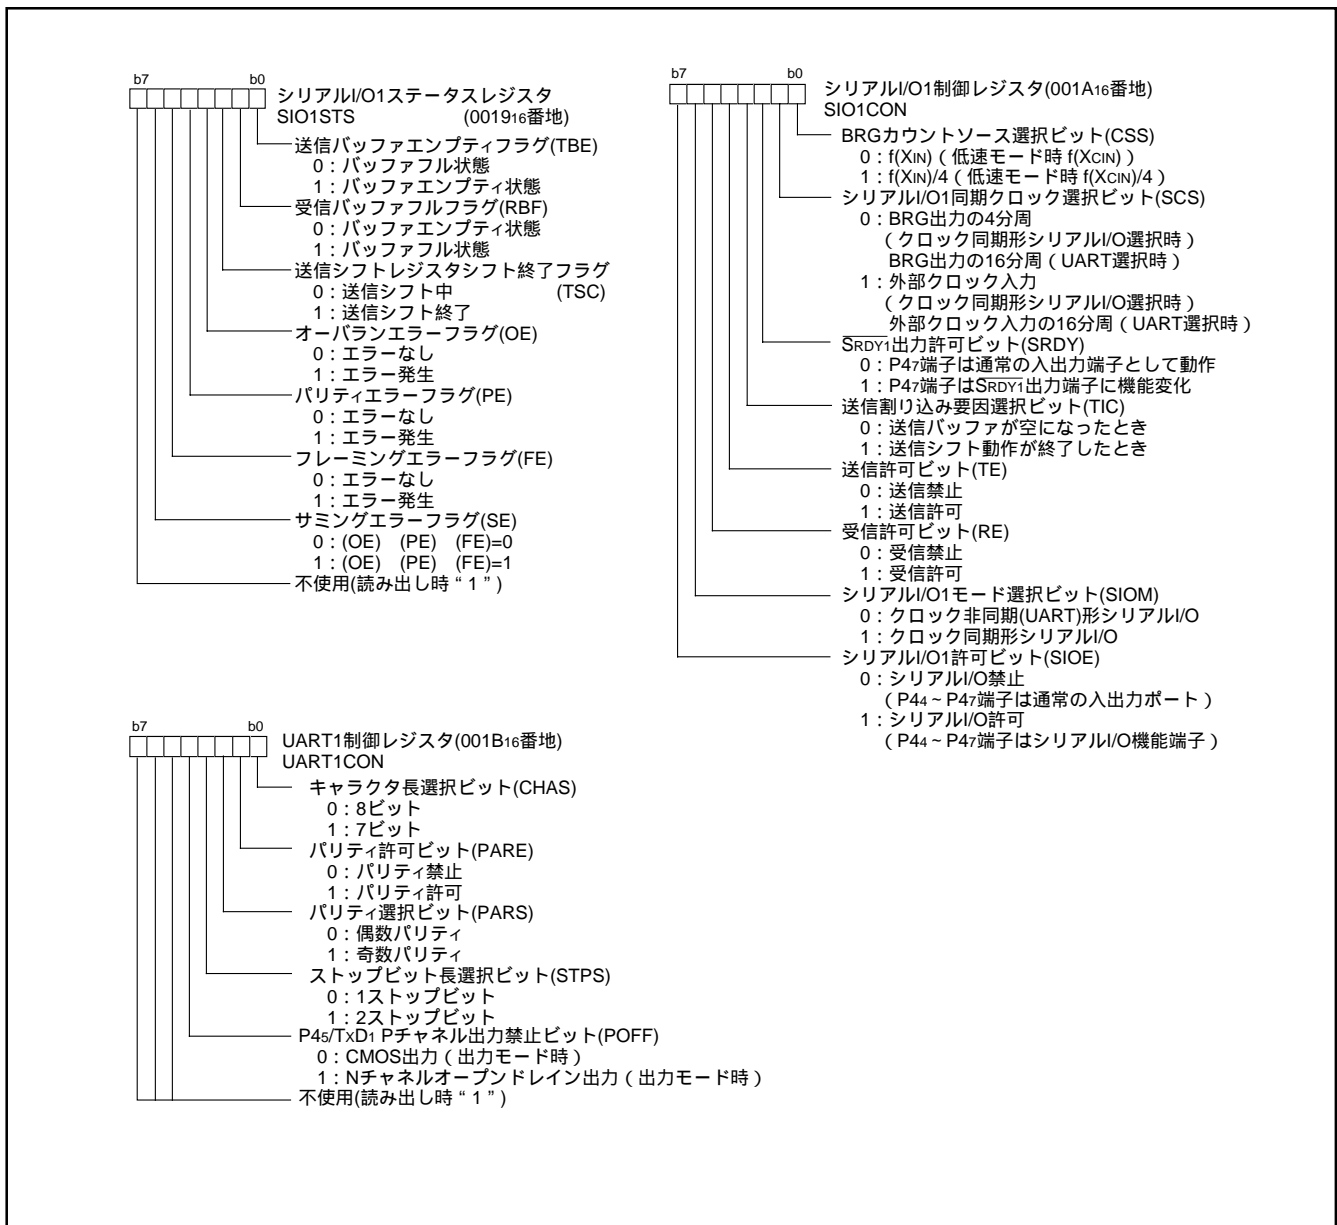 b7 b0
シリアルI/O1ステータスレジスタ
SIO1STS (001916番地)
送信バッファエンプティフラグ(TBE)
0：バッファフル状態
1：バッファエンプティ状態
受信バッファフルフラグ(RBF)
0：バッファエンプティ状態
1：バッファフル状態
送信シフトレジスタシフト終了フラグ
0：送信シフト中 (TSC)
1：送信シフト終了
オーバランエラーフラグ(OE)
0：エラーなし
1：エラー発生
パリティエラーフラグ(PE)
0：エラーなし
1：エラー発生
フレーミングエラーフラグ(FE)
0：エラーなし
1：エラー発生
サミングエラーフラグ(SE)
0：(OE) (PE) (FE)=0
1：(OE) (PE) (FE)=1
不使用(読み出し時“1”)
b7 b0
UART1制御レジスタ(001B16番地)
UART1CON
キャラクタ長選択ビット(CHAS)
0：8ビット
1：7ビット
パリティ許可ビット(PARE)
0：パリティ禁止
1：パリティ許可
パリティ選択ビット(PARS)
0：偶数パリティ
1：奇数パリティ
ストップビット長選択ビット(STPS)
0：1ストップビット
1：2ストップビット
P45/TxD1 Pチャネル出力禁止ビット(POFF)
0：CMOS出力（出力モード時）
1：Nチャネルオープンドレイン出力（出力モード時）
不使用(読み出し時“1”)
b7 b0
シリアルI/O1制御レジスタ(001A16番地)
SIO1CON
BRGカウントソース選択ビット(CSS)
0：f(XIN)（低速モード時 f(XCIN)）
1：f(XIN)/4（低速モード時 f(XCIN)/4）
シリアルI/O1同期クロック選択ビット(SCS)
0：BRG出力の4分周
（クロック同期形シリアルI/O選択時）
BRG出力の16分周（UART選択時）
1：外部クロック入力
（クロック同期形シリアルI/O選択時）
外部クロック入力の16分周（UART選択時）
SRDY1出力許可ビット(SRDY)
0：P47端子は通常の入出力端子として動作
1：P47端子はSRDY1出力端子に機能変化
送信割り込み要因選択ビット(TIC)
0：送信バッファが空になったとき
1：送信シフト動作が終了したとき
送信許可ビット(TE)
0：送信禁止
1：送信許可
受信許可ビット(RE)
0：受信禁止
1：受信許可
シリアルI/O1モード選択ビット(SIOM)
0：クロック非同期(UART)形シリアルI/O
1：クロック同期形シリアルI/O
シリアルI/O1許可ビット(SIOE)
0：シリアルI/O禁止
（P44~P47端子は通常の入出力ポート）
1：シリアルI/O許可
（P44~P47端子はシリアルI/O機能端子）